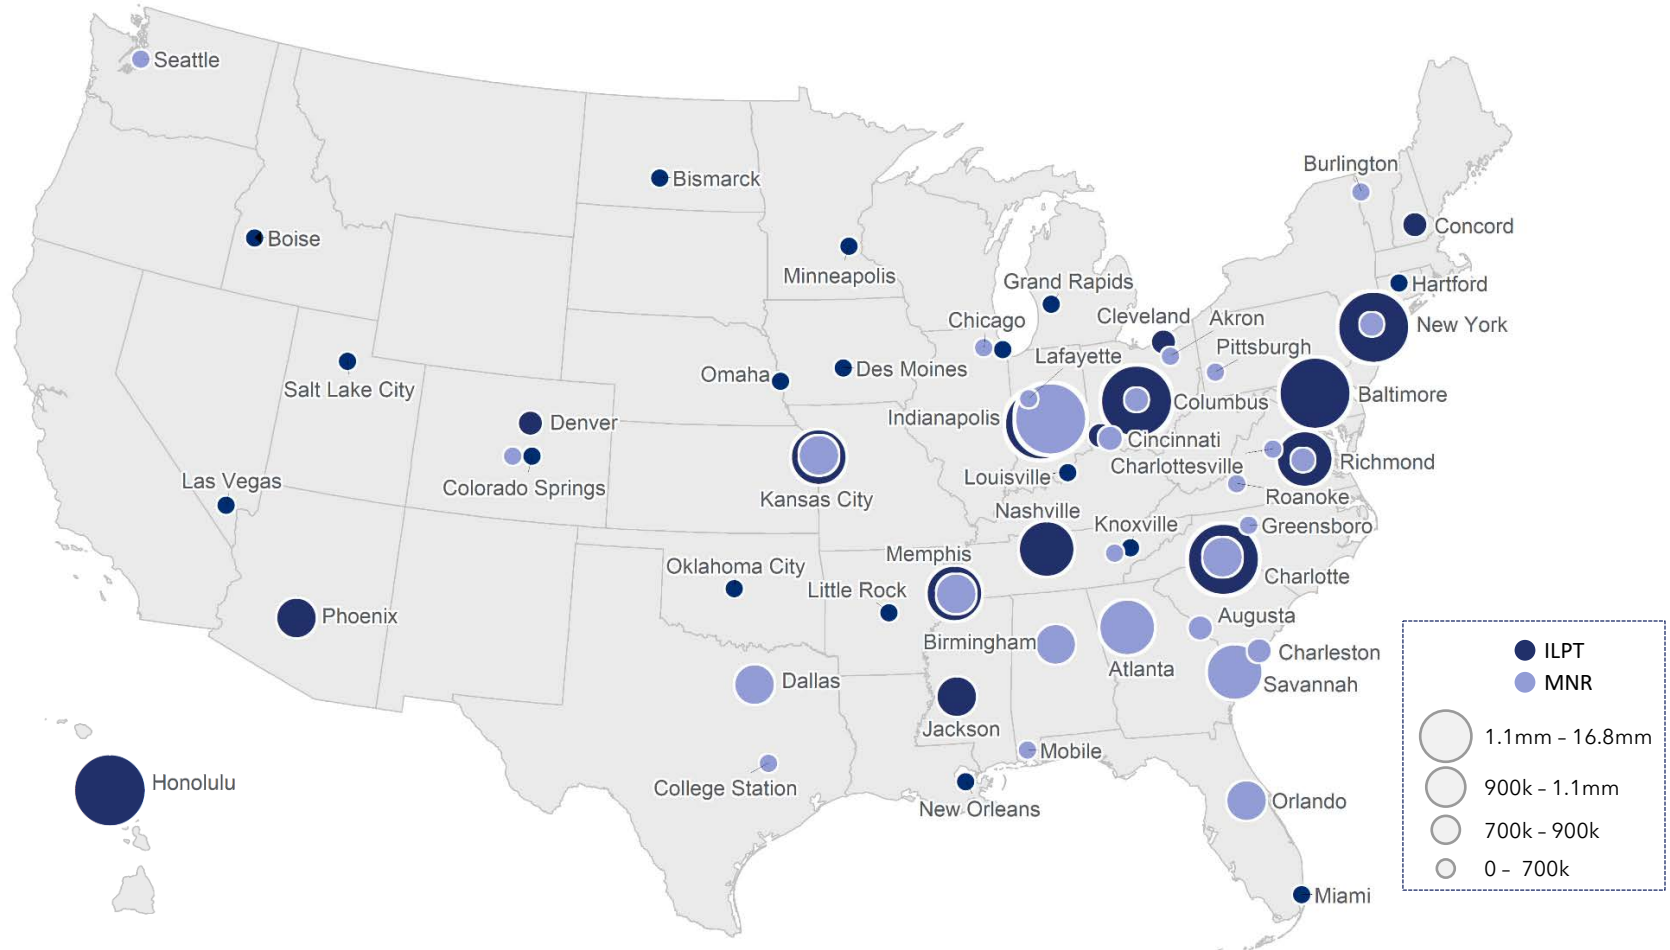 Seattle
Burlington
Bismarck
Concord
Boise
Minneapolis
Grand Rapids
Hartford
Chicago
Cleveland
Akron
New York
Lafayette
Pittsburgh
Salt Lake City
Omaha
Des Moines
Baltimore
Denver
Indianapolis
Columbus
Cincinnati
Charlottesville
Richmond
Las Vegas
Colorado Springs
Kansas City
Louisville
Roanoke
Nashville
Knoxville
Greensboro
Memphis
Oklahoma City
Little Rock
Charlotte
Phoenix
Augusta
Birmingham
Atlanta
Charleston
Savannah
Dallas
Jackson
Mobile
College Station
New Orleans
Orlando
Honolulu
Miami
ILPT
MNR
1.1mm – 16.8mm
900k – 1.1mm
700k – 900k
0 – 700k